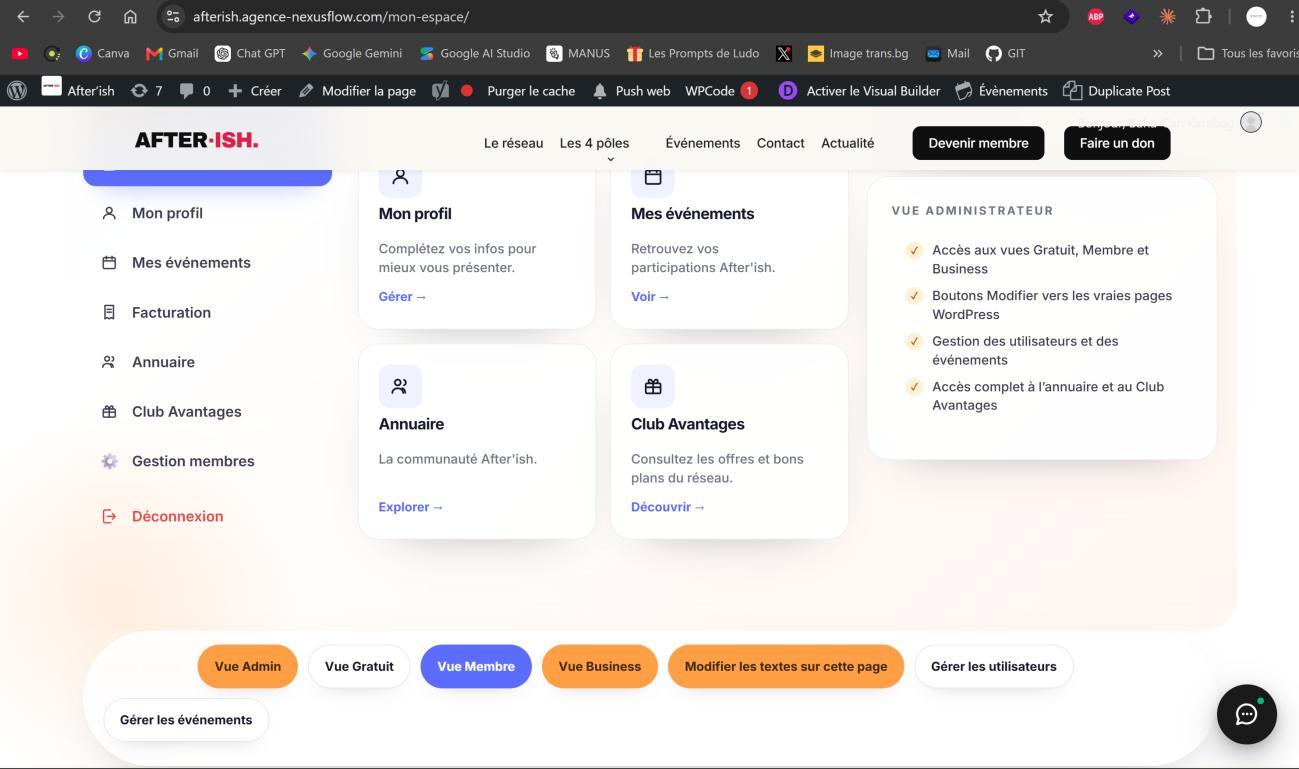 afterish.agence-nexusflow.com/mon-espace/
ABP
Canva
Gmail
Chat GPT
Google Gemini
Google AI Studio
MANUS
Les Prompts de Ludo
Image trans.bg
Mail
GIT
»
Tous les favoris
After'ish
7
0
Créer
Modifier la page
Purger le cache
Push web
WPCode 1
D
Activer le Visual Builder
Évènements
Duplicate Post
AFTER·ISH.
Le réseau
Les 4 pôles
Événements
Contact
Actualité
Devenir membre
Faire un don
Mon profil
Mes événements
Facturation
Annuaire
Club Avantages
Gestion membres
Déconnexion
Mon profil
Complétez vos infos pour
mieux vous présenter.
Gérer →
Mes événements
Retrouvez vos
participations After'ish.
Voir →
Annuaire
La communauté After'ish.
Explorer →
Club Avantages
Consultez les offres et bons
plans du réseau.
Découvrir →
VUE ADMINISTRATEUR
Accès aux vues Gratuit, Membre et
Business
Boutons Modifier vers les vraies pages
WordPress
Gestion des utilisateurs et des
événements
Accès complet à l’annuaire et au Club
Avantages
Vue Admin
Vue Gratuit
Vue Membre
Vue Business
Modifier les textes sur cette page
Gérer les utilisateurs
Gérer les événements